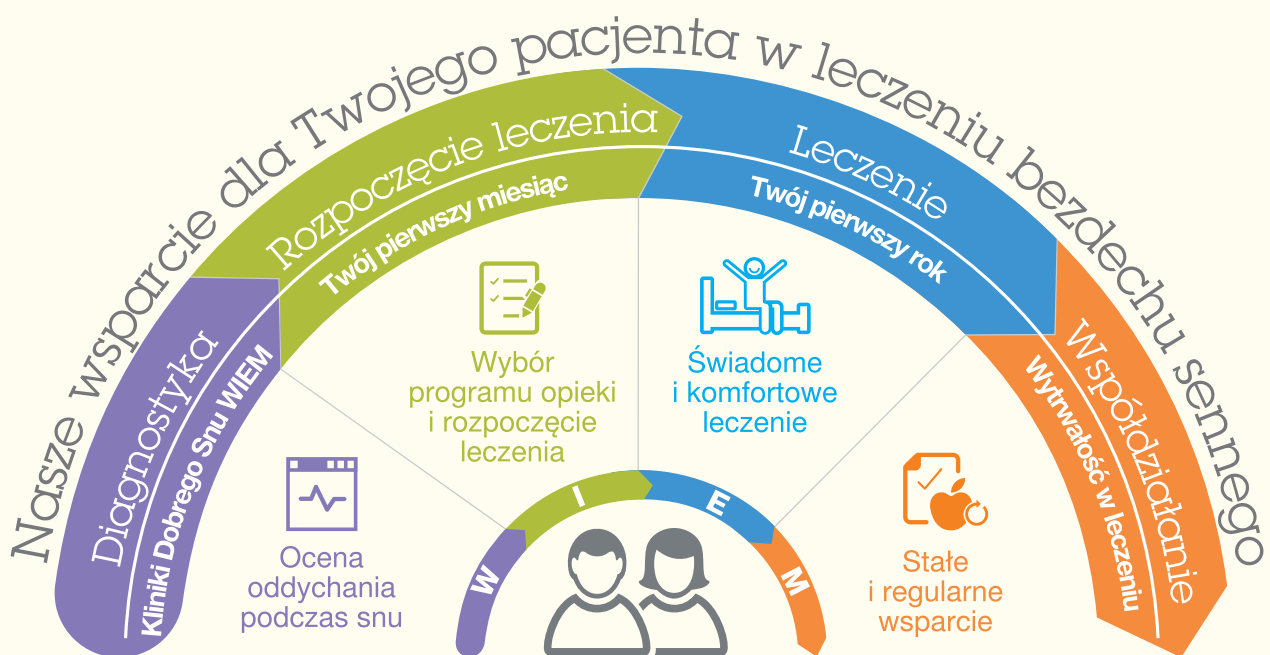 Nasze wsparcie dla Twojego pacjenta w leczeniu bezdechu sennego
Diagnostyka
Kliniki Dobrego Snu WIEM
Rozpoczęcie leczenia
Twój pierwszy miesiąc
Leczenie
Twój pierwszy rok
Współdziałanie
Wytrwałość w leczeniu
Ocena
oddychania
podczas snu
Wybór
programu opieki
i rozpoczęcie
leczenia
Świadome
i komfortowe
leczenie
Stałe
i regularne
wsparcie
W I E M